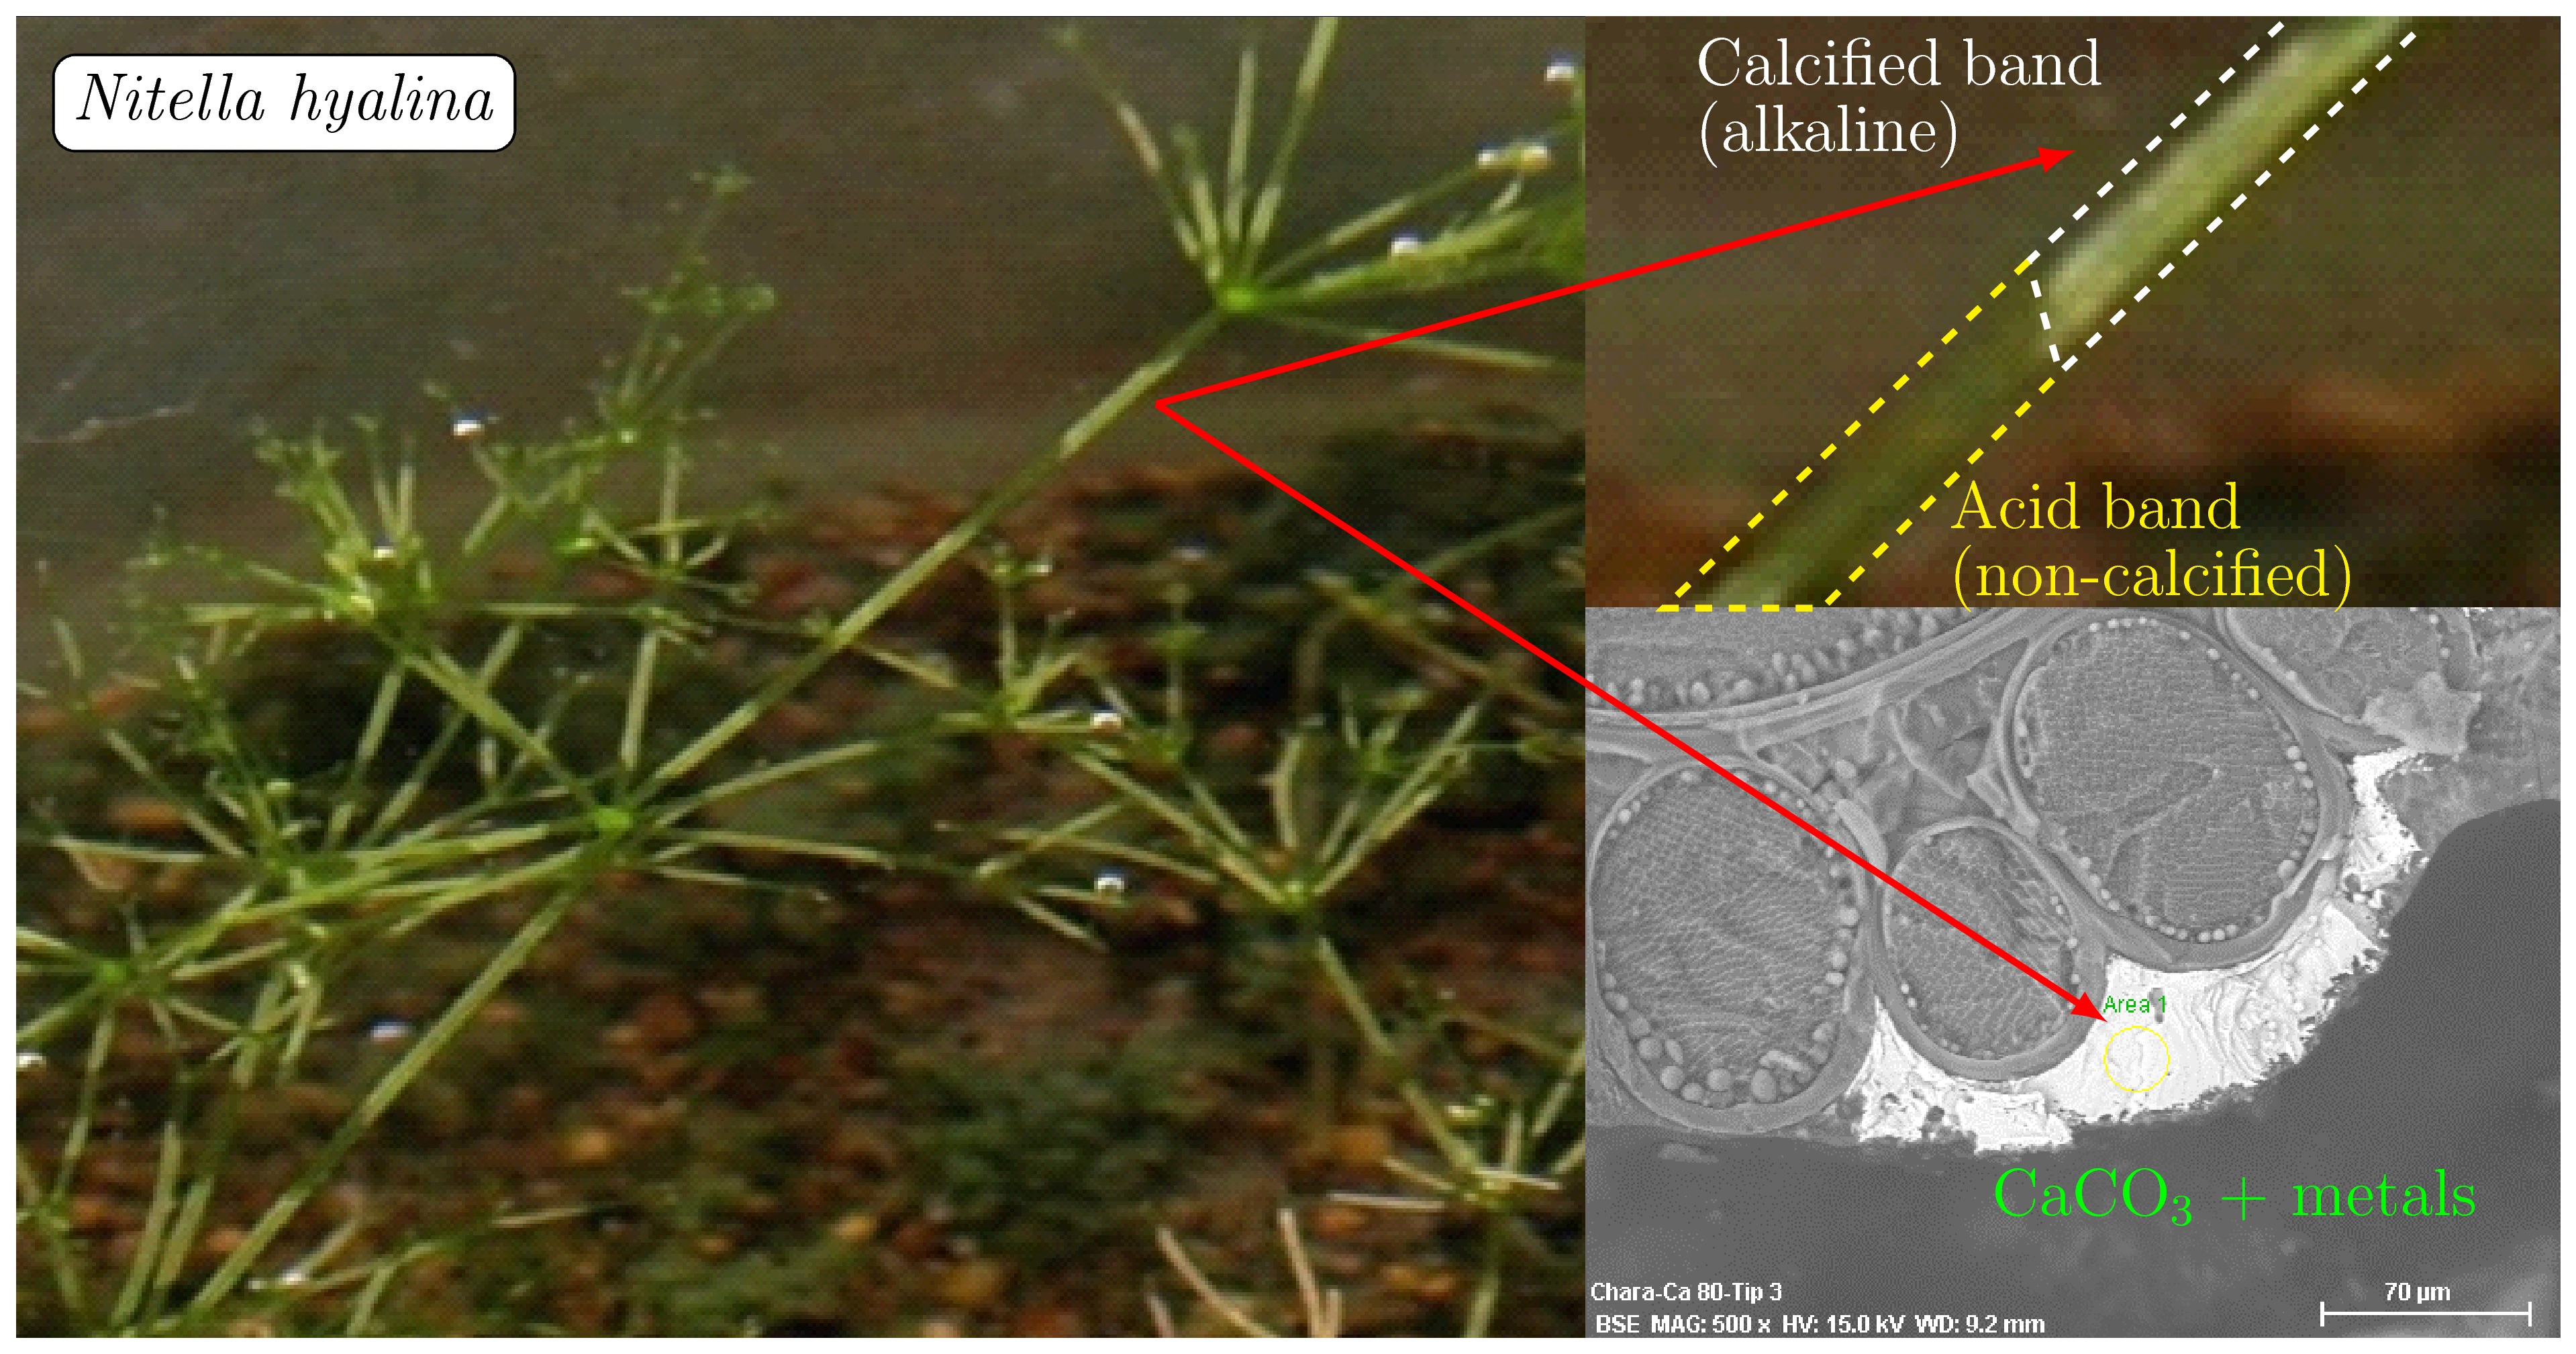 Nitella hyalina
Calcified band
(alkaline)
Acid band
(non-calcified)
Area 1
CaCO₃ + metals
Chara-Ca 80-Tip 3
70 µm
BSE MAG: 500 x HV: 15.0 kV WD: 9.2 mm